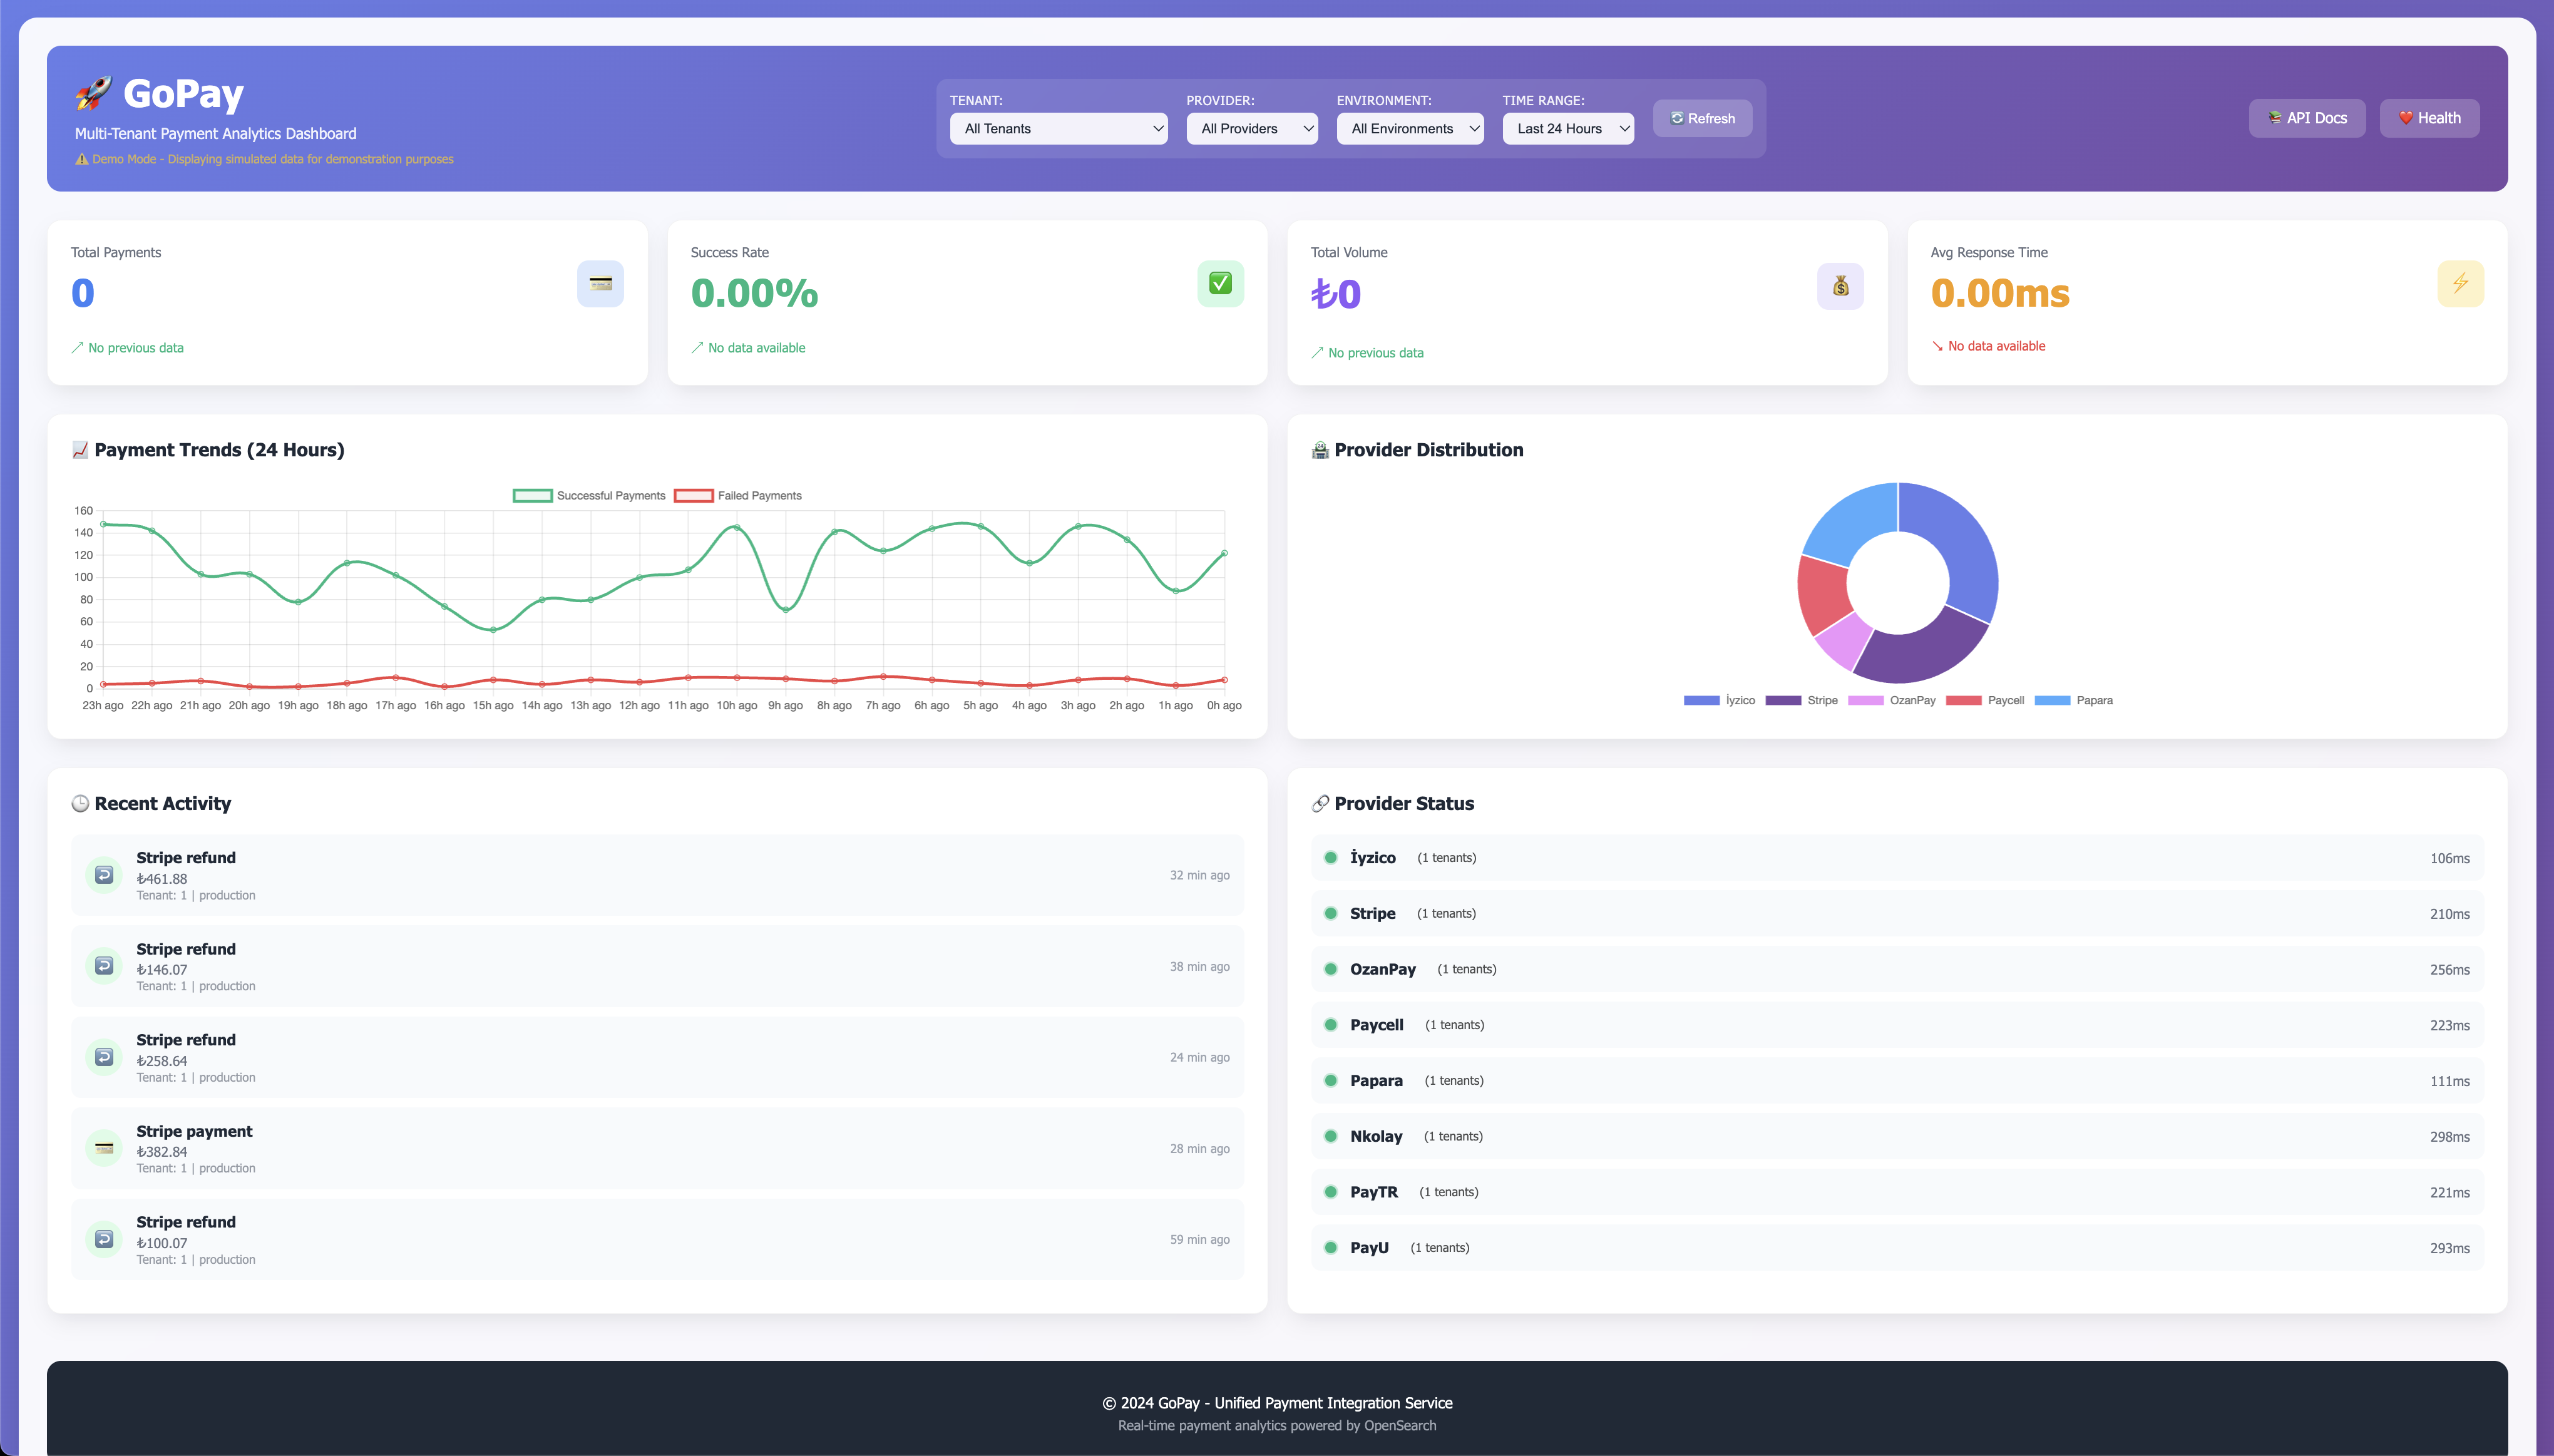 GoPay
Multi-Tenant Payment Analytics Dashboard
Demo Mode - Displaying simulated data for demonstration purposes
TENANT:
All Tenants
PROVIDER:
All Providers
ENVIRONMENT:
All Environments
TIME RANGE:
Last 24 Hours
Refresh
API Docs
Health
Total Payments
0
No previous data
Success Rate
0.00%
No data available
Total Volume
₺0
No previous data
Avg Response Time
0.00ms
No data available
Payment Trends (24 Hours)
Successful Payments Failed Payments
160
140
120
100
80
60
40
20
0
23h ago 22h ago 21h ago 20h ago 19h ago 18h ago 17h ago 16h ago 15h ago 14h ago 13h ago 12h ago 11h ago 10h ago 9h ago 8h ago 7h ago 6h ago 5h ago 4h ago 3h ago 2h ago 1h ago 0h ago
Provider Distribution
İyzico Stripe OzanPay Paycell Papara
Recent Activity
Stripe refund
₺461.88
Tenant: 1 | production
32 min ago
Stripe refund
₺146.07
Tenant: 1 | production
38 min ago
Stripe refund
₺258.64
Tenant: 1 | production
24 min ago
Stripe payment
₺382.84
Tenant: 1 | production
28 min ago
Stripe refund
₺100.07
Tenant: 1 | production
59 min ago
Provider Status
İyzico (1 tenants) 106ms
Stripe (1 tenants) 210ms
OzanPay (1 tenants) 256ms
Paycell (1 tenants) 223ms
Papara (1 tenants) 111ms
Nkolay (1 tenants) 298ms
PayTR (1 tenants) 221ms
PayU (1 tenants) 293ms
© 2024 GoPay - Unified Payment Integration Service
Real-time payment analytics powered by OpenSearch